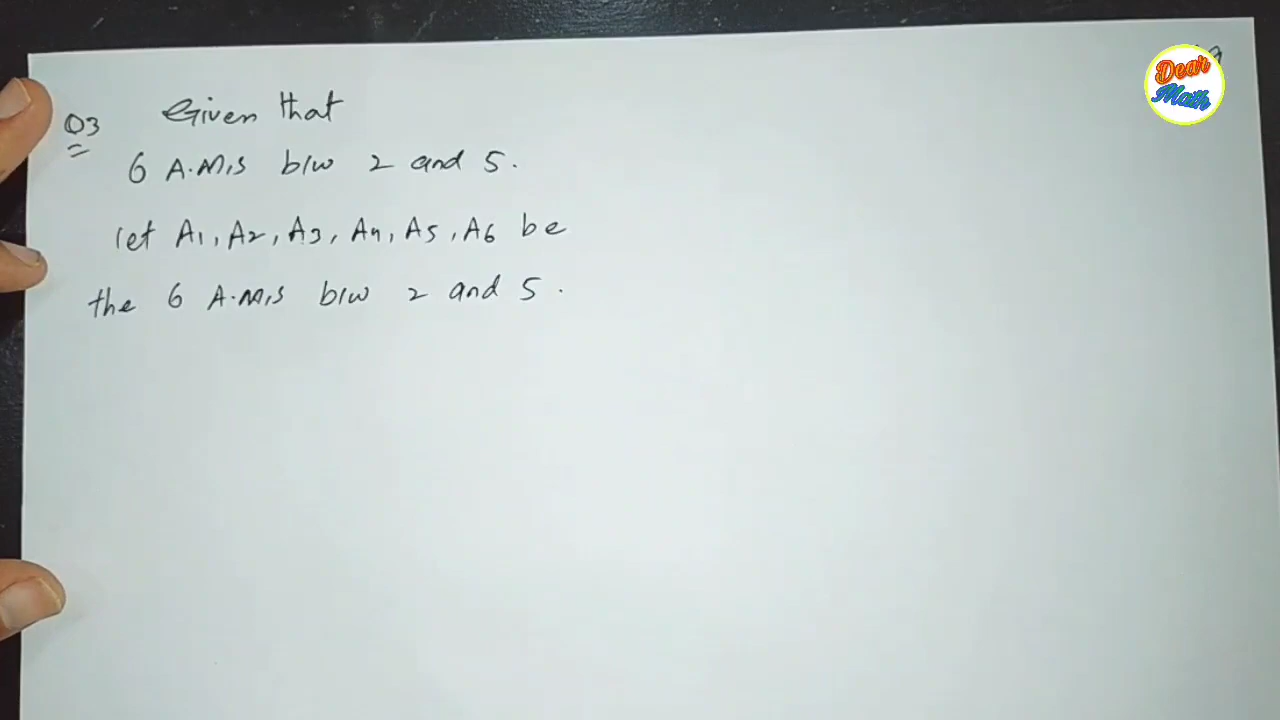 Q3 Given that
6 A.M,s b/w 2 and 5.
let A1, A2, A3, A4, A5, A6 be
the 6 A.M,s b/w 2 and 5.
Dear
Math